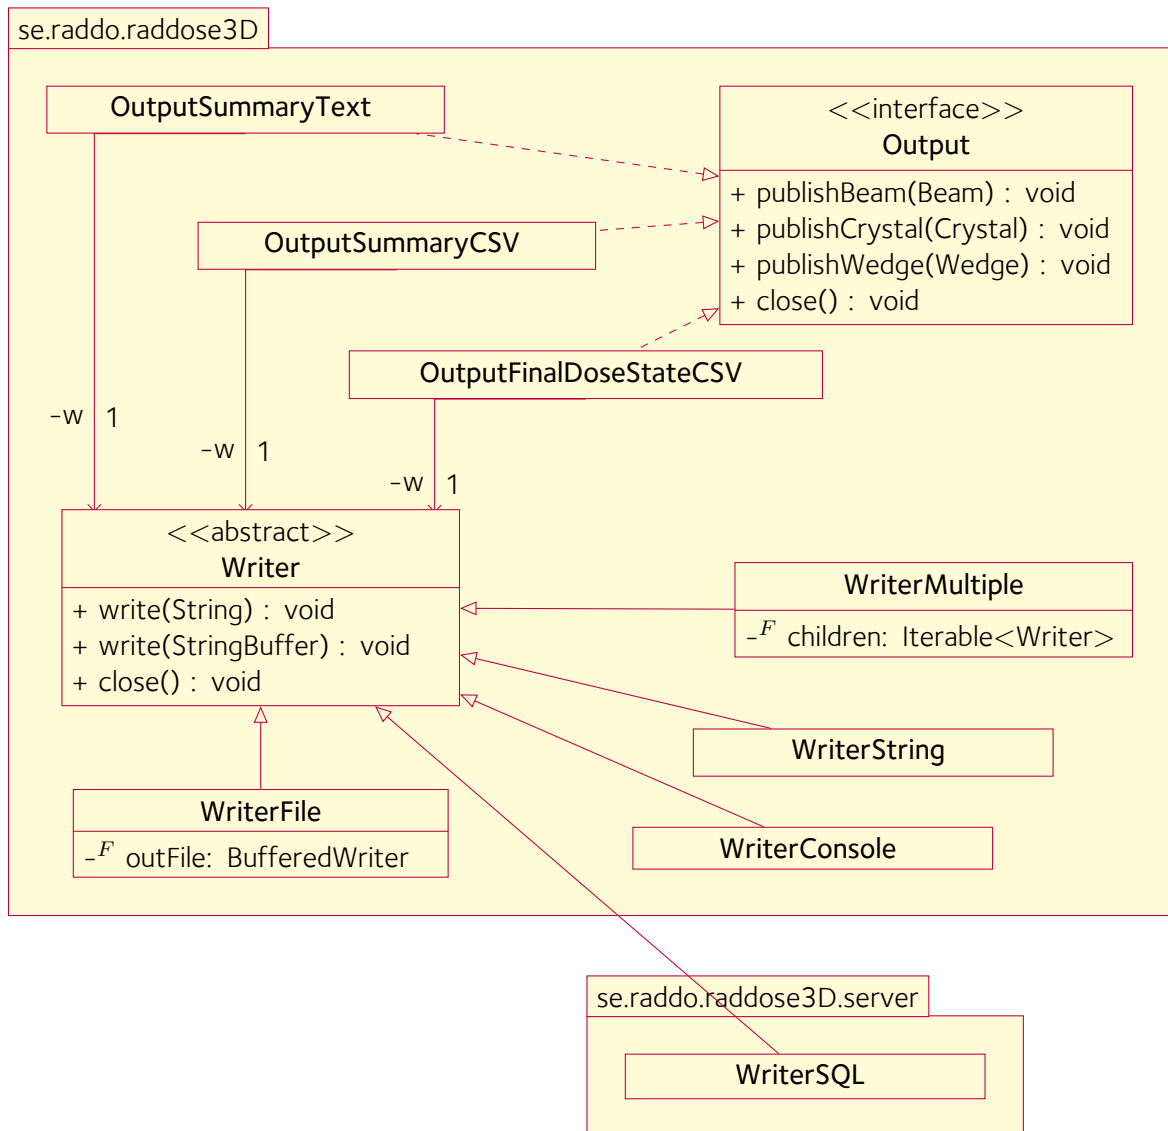 se.raddo.raddose3D
OutputSummaryText
<<interface>>
Output
+ publishBeam(Beam) : void
+ publishCrystal(Crystal) : void
+ publishWedge(Wedge) : void
+ close() : void
OutputSummaryCSV
OutputFinalDoseStateCSV
-w 1
-w 1
-w 1
<<abstract>>
Writer
+ write(String) : void
+ write(StringBuffer) : void
+ close() : void
WriterMultiple
-F children: Iterable<Writer>
WriterString
WriterFile
-F outFile: BufferedWriter
WriterConsole
se.raddo.raddose3D.server
WriterSQL